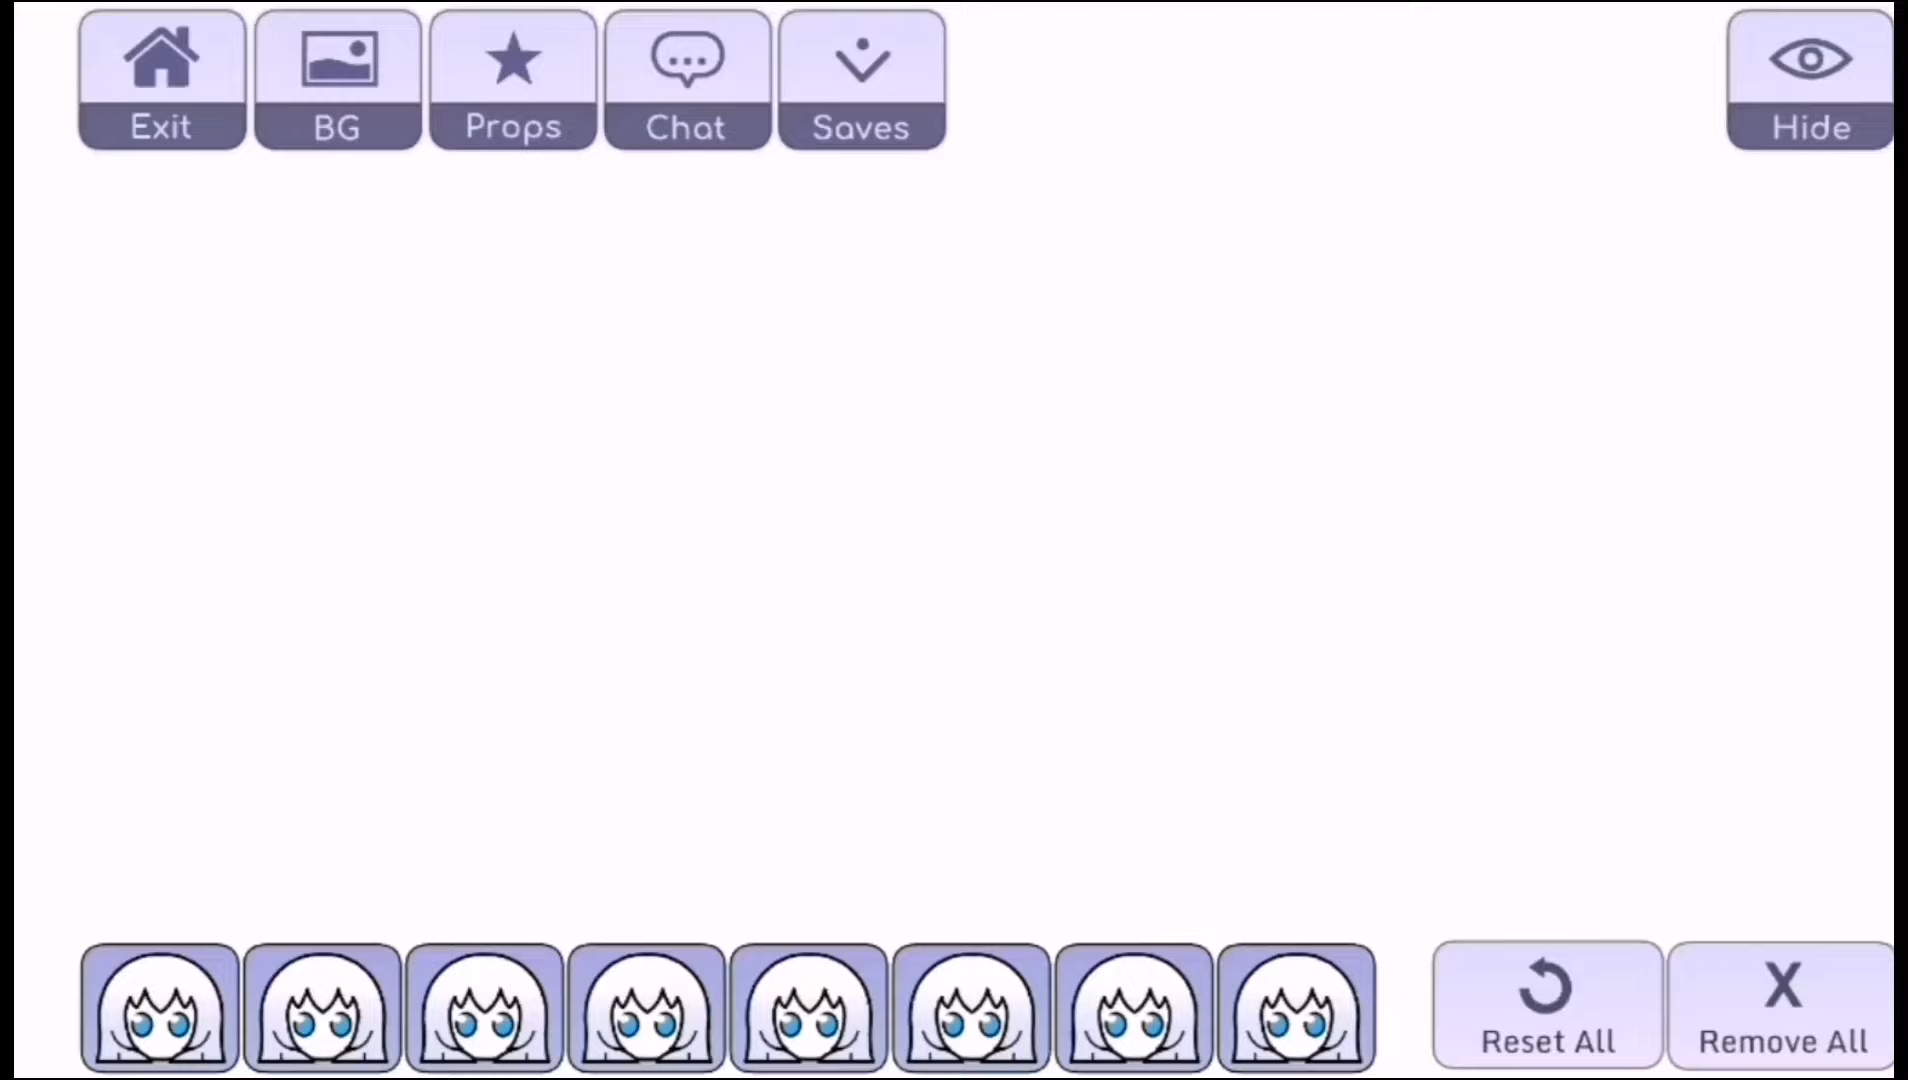 Exit
BG
Props
Chat
Saves
Hide
Reset All
X
Remove All